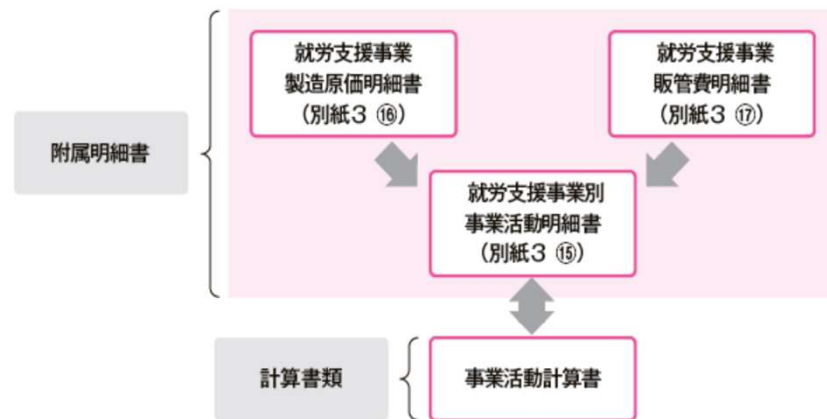 就労支援事業
製造原価明細書
(別紙3 ⑯)
就労支援事業
販管費明細書
(別紙3 ⑰)
附属明細書
就労支援事業別
事業活動明細書
(別紙3 ⑮)
計算書類
事業活動計算書